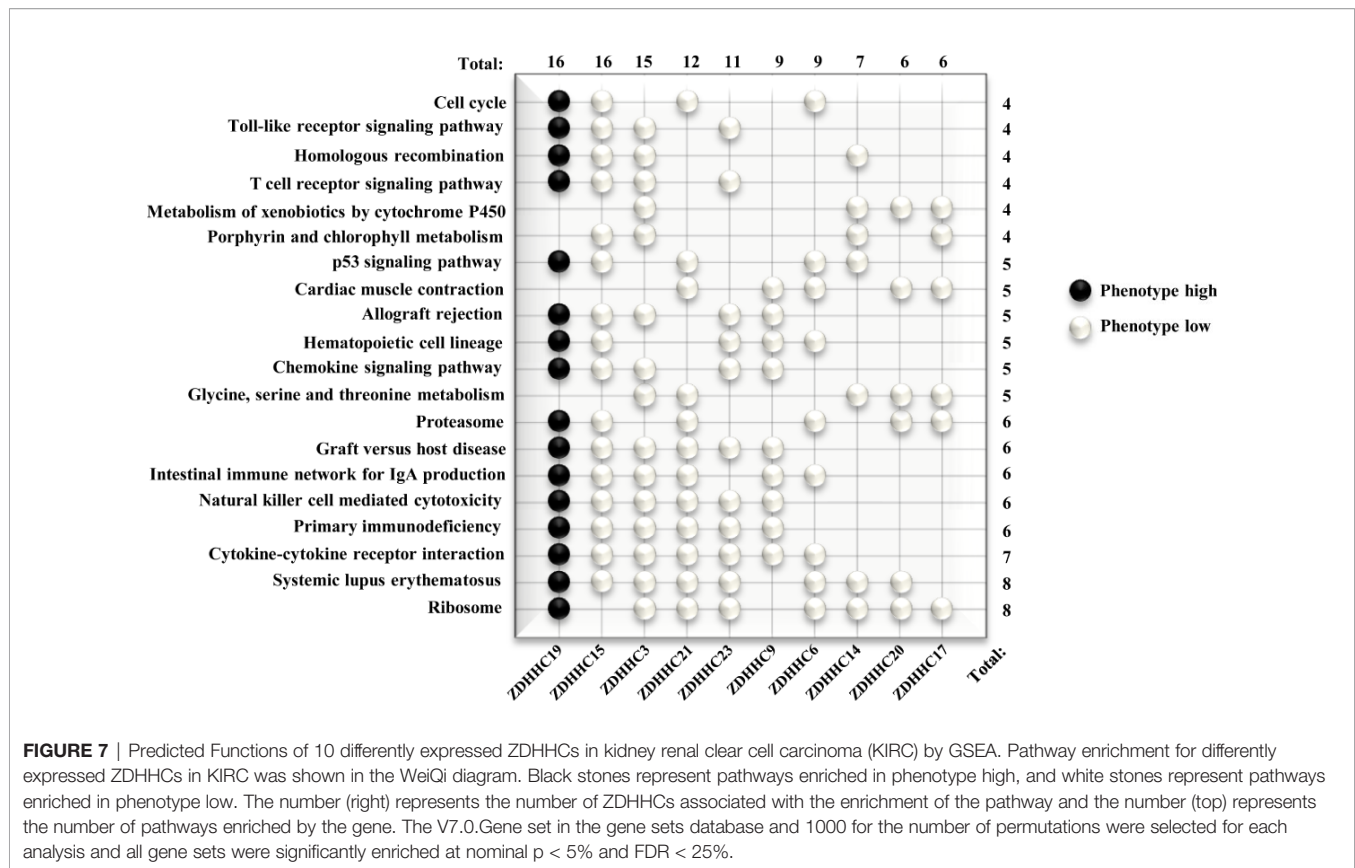 Total: 16 16 15 12 11 9 9 7 6 6
Cell cycle 4
Toll-like receptor signaling pathway 4
Homologous recombination 4
T cell receptor signaling pathway 4
Metabolism of xenobiotics by cytochrome P450 4
Porphyrin and chlorophyll metabolism 4
p53 signaling pathway 5
Cardiac muscle contraction 5
Allograft rejection 5
Hematopoietic cell lineage 5
Chemokine signaling pathway 5
Glycine, serine and threonine metabolism 5
Proteasome 6
Graft versus host disease 6
Intestinal immune network for IgA production 6
Natural killer cell mediated cytotoxicity 6
Primary immunodeficiency 6
Cytokine-cytokine receptor interaction 7
Systemic lupus erythematosus 8
Ribosome 8
ZDHHC19 ZDHHC15 ZDHHC3 ZDHHC21 ZDHHC23 ZDHHC9 ZDHHC6 ZDHHC14 ZDHHC20 ZDHHC17 Total:
Phenotype high
Phenotype low
FIGURE 7 | Predicted Functions of 10 differently expressed ZDHHCs in kidney renal clear cell carcinoma (KIRC) by GSEA. Pathway enrichment for differently
expressed ZDHHCs in KIRC was shown in the WeiQi diagram. Black stones represent pathways enriched in phenotype high, and white stones represent pathways
enriched in phenotype low. The number (right) represents the number of ZDHHCs associated with the enrichment of the pathway and the number (top) represents
the number of pathways enriched by the gene. The V7.0.Gene set in the gene sets database and 1000 for the number of permutations were selected for each
analysis and all gene sets were significantly enriched at nominal p < 5% and FDR < 25%.